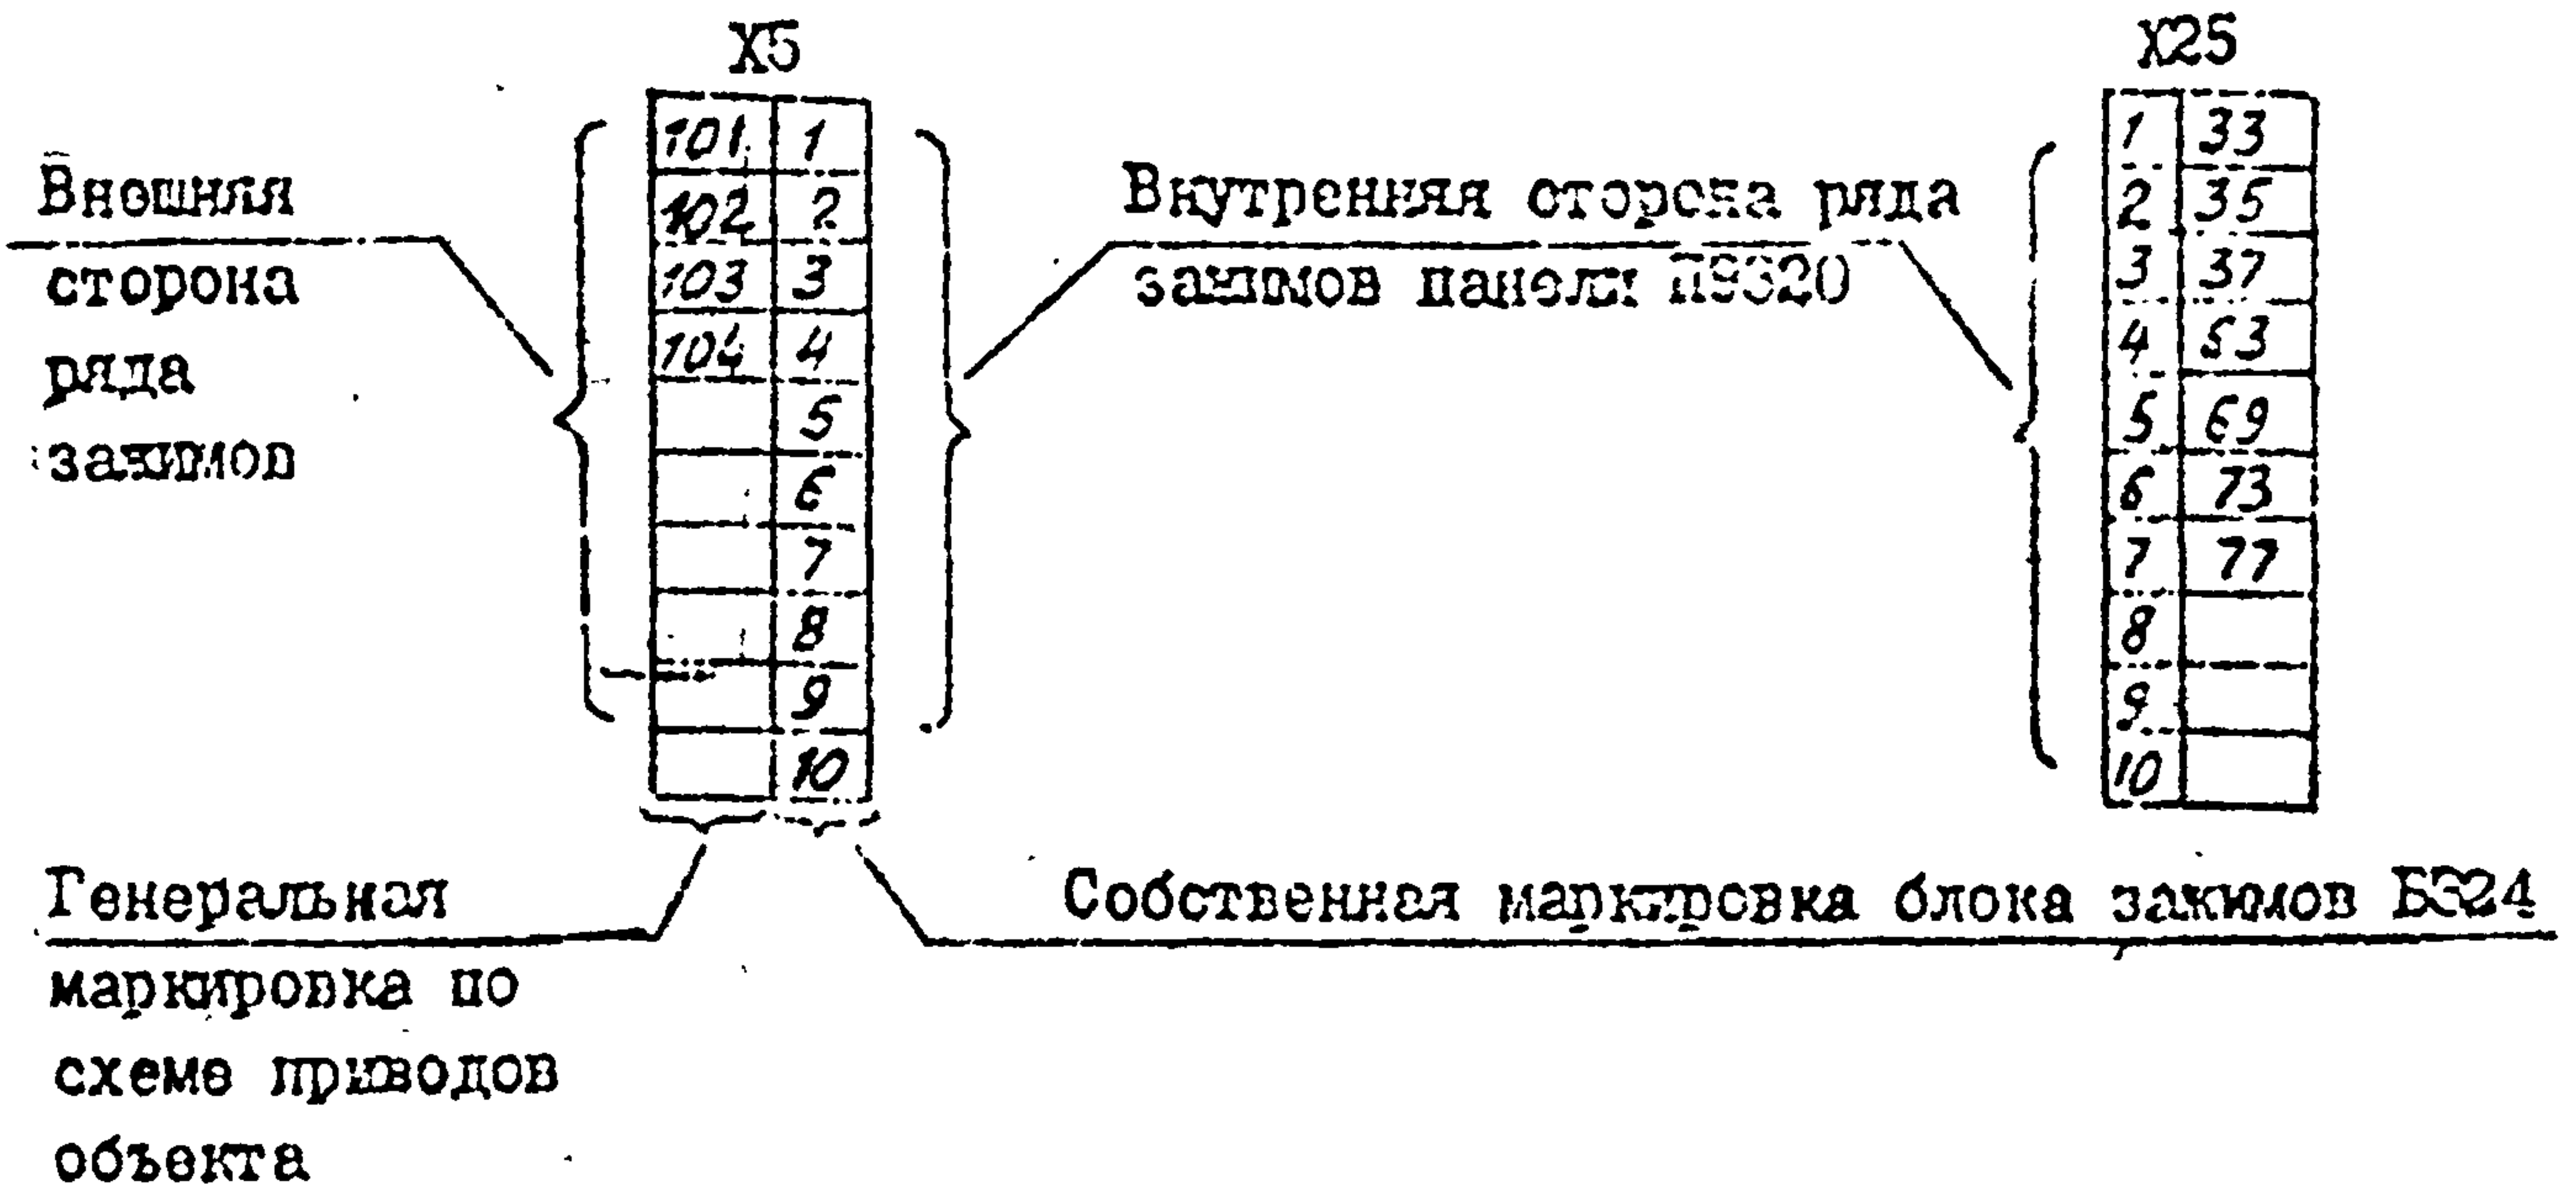 Х5
Х25
101 1
102 2
103 3
104 4
5
6
7
8
9
10
1 33
2 35
3 37
4 63
5 69
6 73
7 77
8
9
10
Внешняя
сторона
ряда
зажимов
Внутренняя сторона ряда
зажимов панели П9320
Генеральная
маркировка по
схеме приводов
объекта
Собственная маркировка блока зажимов БЗ24